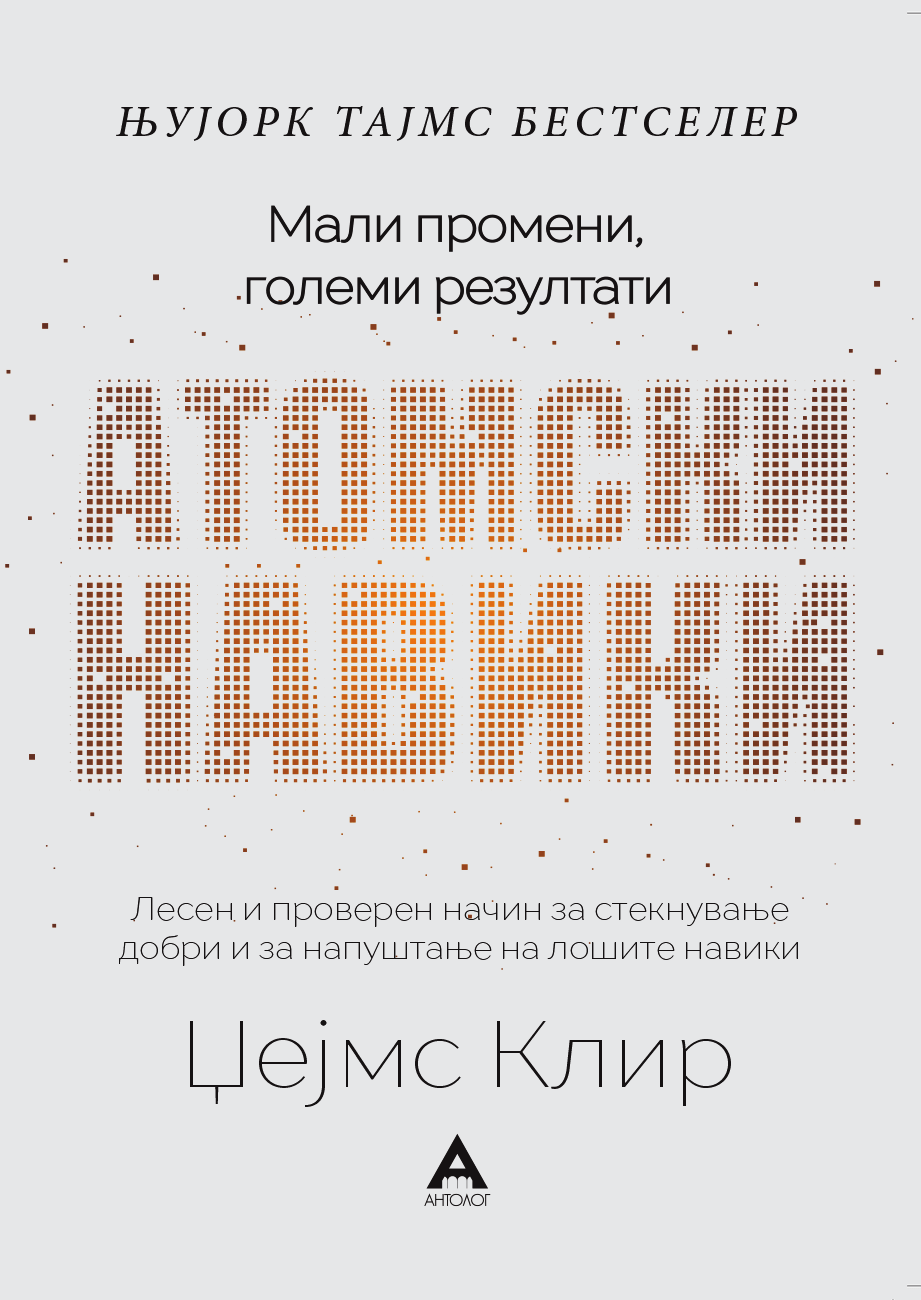 ЊУЈОРК ТАЈМС БЕСТСЕЛЕР
Мали промени,
големи резултати
АТОМСКИ
НАВИКИ
Лесен и проверен начин за стекнување
добри и за напуштање на лошите навики
Џејмс Клир
АНТОЛОГ